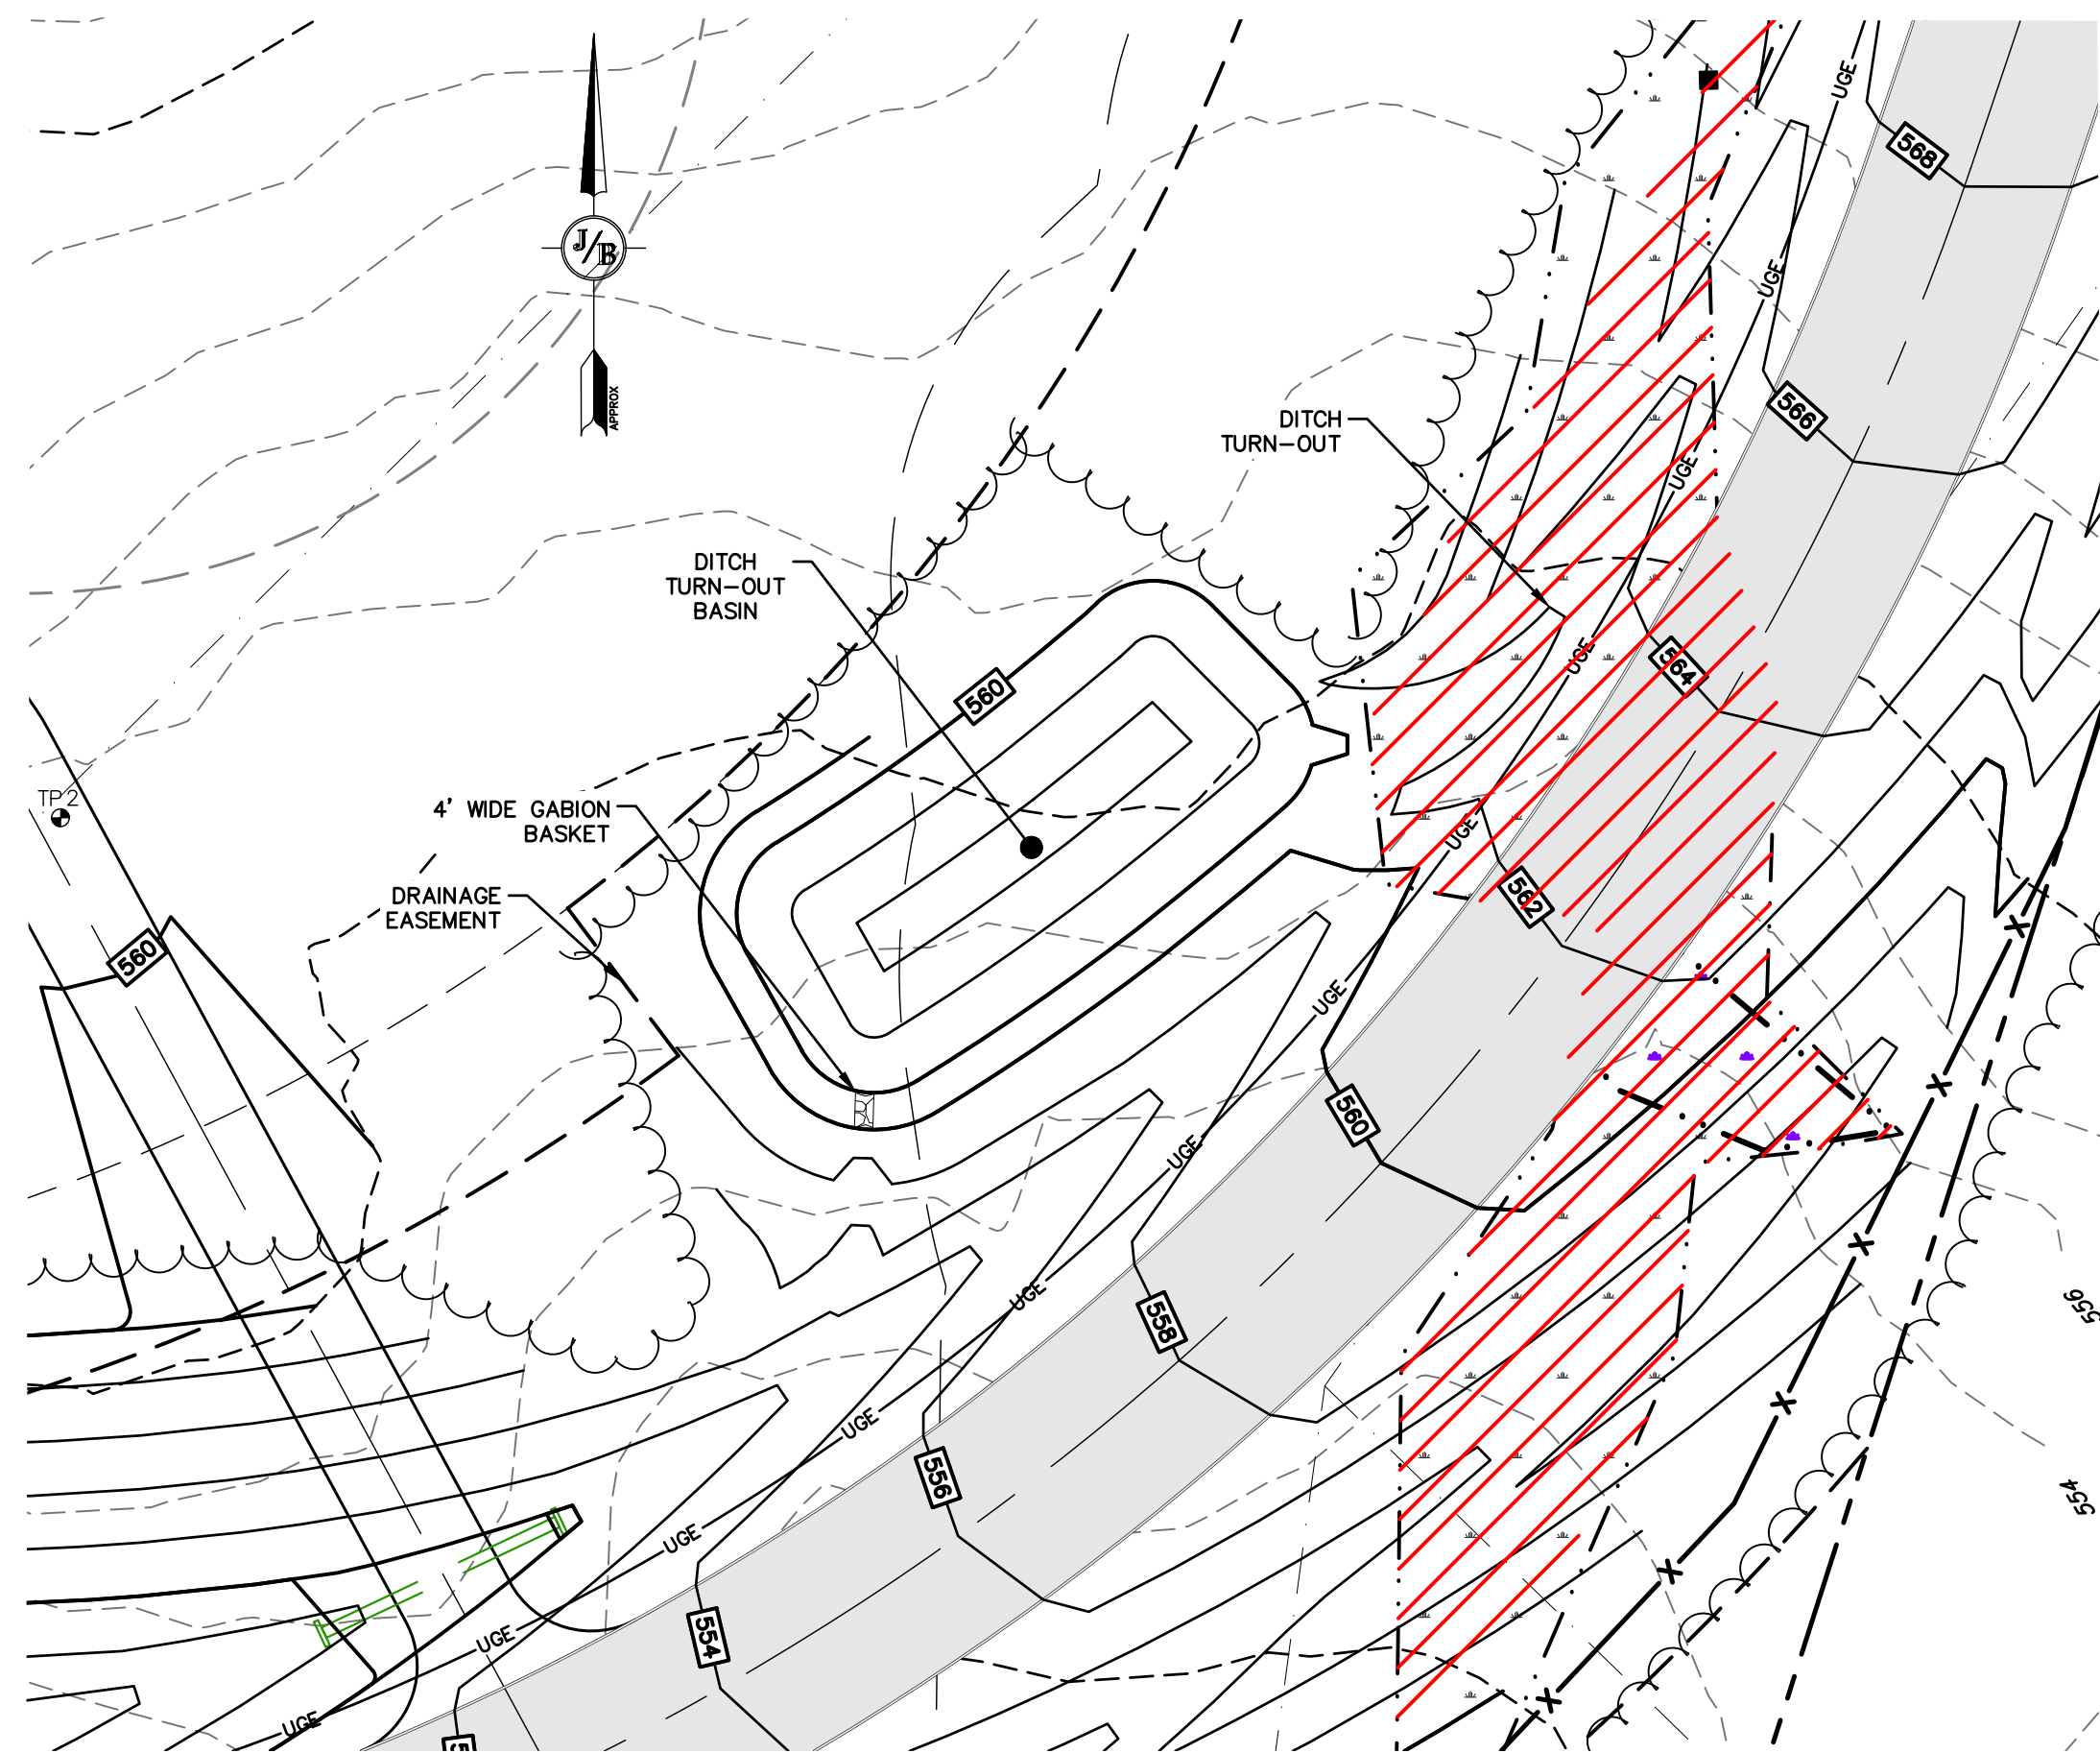 UGE
568
J/B
UGE
APPROX
566
DITCH
TURN-OUT
UGE
DITCH
TURN-OUT
BASIN
UGE
564
560
TP 2
4' WIDE GABION
BASKET
UGE
562
DRAINAGE
EASEMENT
560
UGE
560
UGE
UGE
558
556
UGE
556
554
UGE
554
UGE
UGE